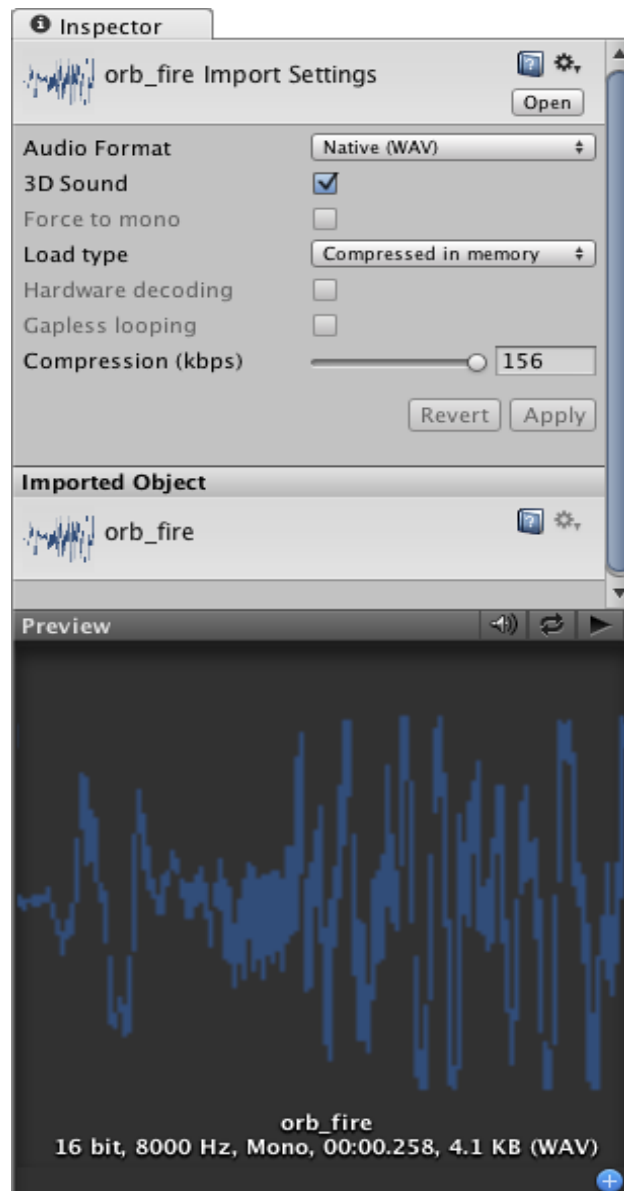 Inspector
orb_fire Import Settings
Open
Audio Format Native (WAV)
3D Sound
Force to mono
Load type Compressed in memory
Hardware decoding
Gapless looping
Compression (kbps) 156
Revert Apply
Imported Object
orb_fire
Preview
orb_fire
16 bit, 8000 Hz, Mono, 00:00.258, 4.1 KB (WAV)